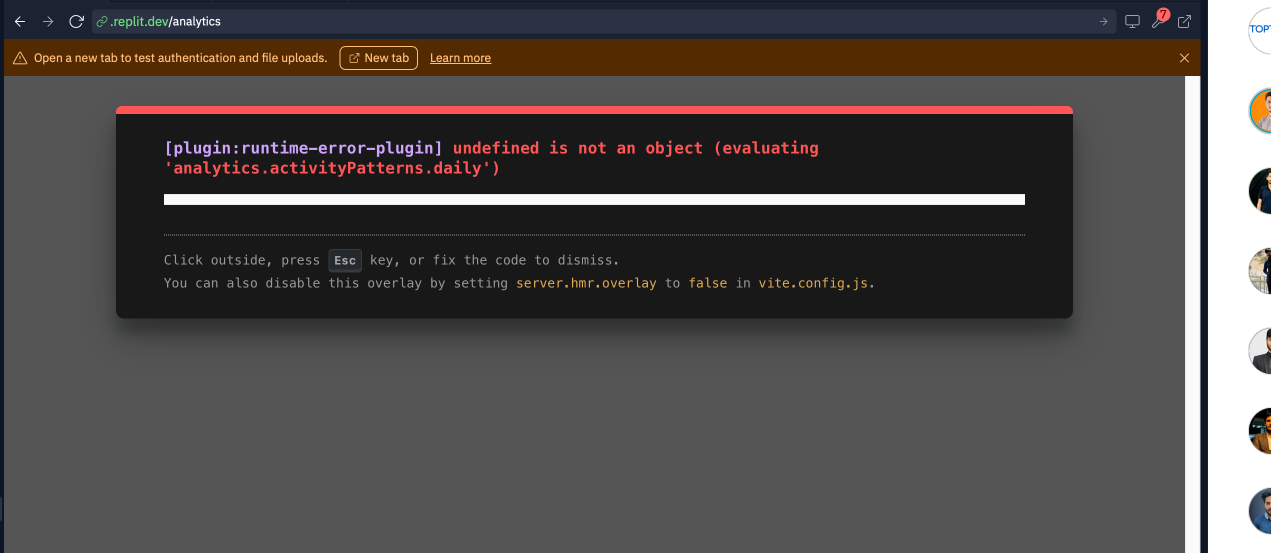 .replit.dev/analytics
7
Open a new tab to test authentication and file uploads. New tab Learn more
[plugin:runtime-error-plugin] undefined is not an object (evaluating
'analytics.activityPatterns.daily')
Click outside, press Esc key, or fix the code to dismiss.
You can also disable this overlay by setting server.hmr.overlay to false in vite.config.js.